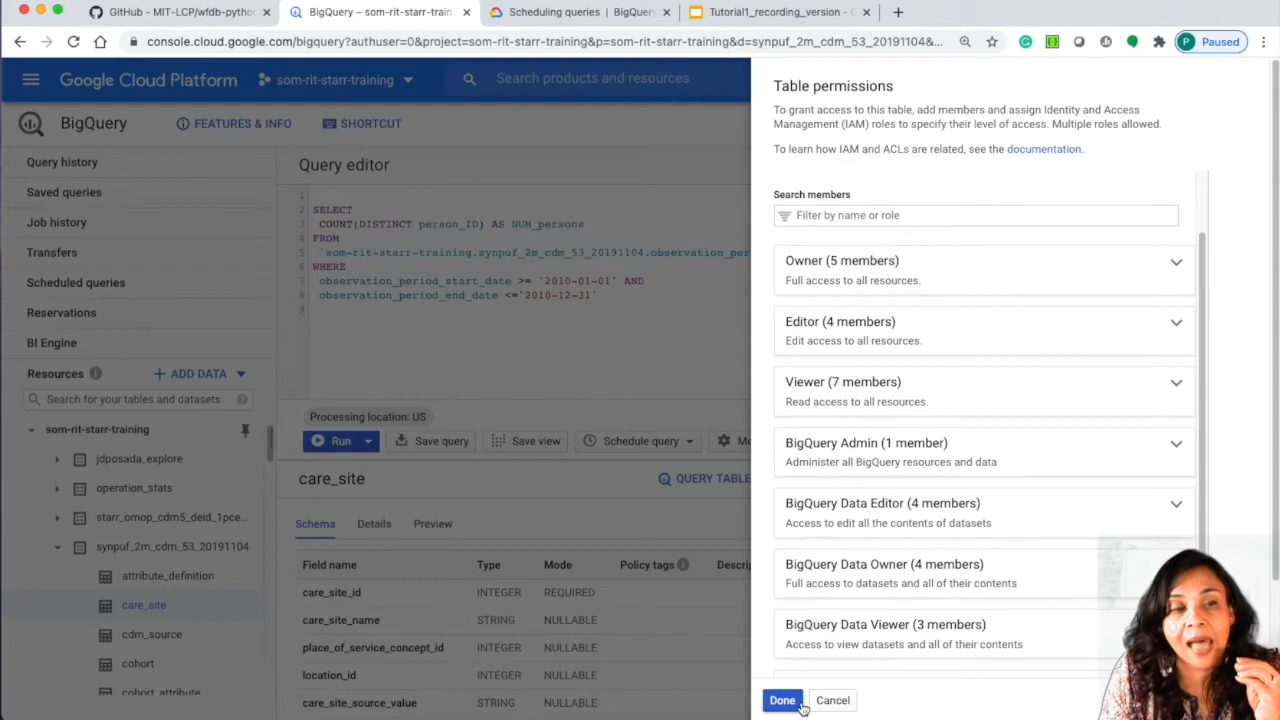 GitHub - MIT-LCP/wfdb-pytho
BigQuery – som-rit-starr-train
Scheduling queries | BigQuery
Tutorial1_recording_version - G
console.cloud.google.com/bigquery?authuser=0&project=som-rit-starr-training&p=som-rit-starr-training&d=synpuf_2m_cdm_53_20191104&...
P Paused
Google Cloud Platform
som-rit-starr-training
Search products and resources
BigQuery
FEATURES & INFO
SHORTCUT
Query history
Saved queries
Job history
Transfers
Scheduled queries
Reservations
BI Engine
Resources
+ ADD DATA
Search for your tables and datasets
som-rit-starr-training
jdposada_explore
operation_stats
starr_omop_cdm5_deid_1pce...
synpuf_2m_cdm_53_20191104
attribute_definition
care_site
cdm_source
cohort
cohort_attribute
Query editor
1
2 SELECT
3 COUNT(DISTINCT person_ID) AS NUM_persons
4 FROM
5 `som-rit-starr-training.synpuf_2m_cdm_53_20191104.observation_per
6 WHERE
7 observation_period_start_date >= '2010-01-01' AND
8 observation_period_end_date <='2010-12-31'
9
Processing location: US
Run
Save query
Save view
Schedule query
Mo
care_site
QUERY TABLE
Schema
Details
Preview
Field name Type Mode Policy tags Descrip
care_site_id INTEGER REQUIRED
care_site_name STRING NULLABLE
place_of_service_concept_id INTEGER NULLABLE
location_id INTEGER NULLABLE
care_site_source_value STRING NULLABLE
Table permissions
To grant access to this table, add members and assign Identity and Access
Management (IAM) roles to specify their level of access. Multiple roles allowed.
To learn how IAM and ACLs are related, see the documentation.
Search members
Filter by name or role
Owner (5 members)
Full access to all resources.
Editor (4 members)
Edit access to all resources.
Viewer (7 members)
Read access to all resources.
BigQuery Admin (1 member)
Administer all BigQuery resources and data
BigQuery Data Editor (4 members)
Access to edit all the contents of datasets
BigQuery Data Owner (4 members)
Full access to datasets and all of their contents
BigQuery Data Viewer (3 members)
Access to view datasets and all of their contents
Done
Cancel